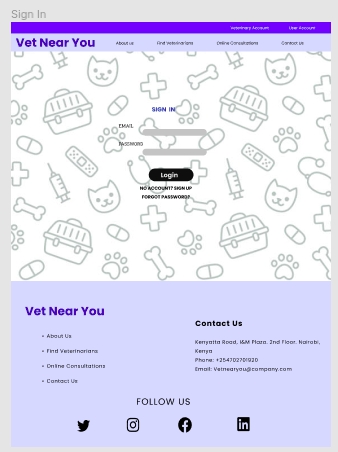 Sign In
Veterinary Account
User Account
Vet Near You
About us
Find Veterinarians
Online Consultations
Contact Us
SIGN IN
EMAIL
PASSWORD
Login
NO ACCOUNT? SIGN UP
FORGOT PASSWORD?
Vet Near You
• About Us
• Find Veterinarians
• Online Consultations
• Contact Us
Contact Us
Kenyatta Road, I&M Plaza, 2nd Floor, Nairobi,
Kenya
Phone: +254702701920
Email: Vetnearyou@company.com
FOLLOW US